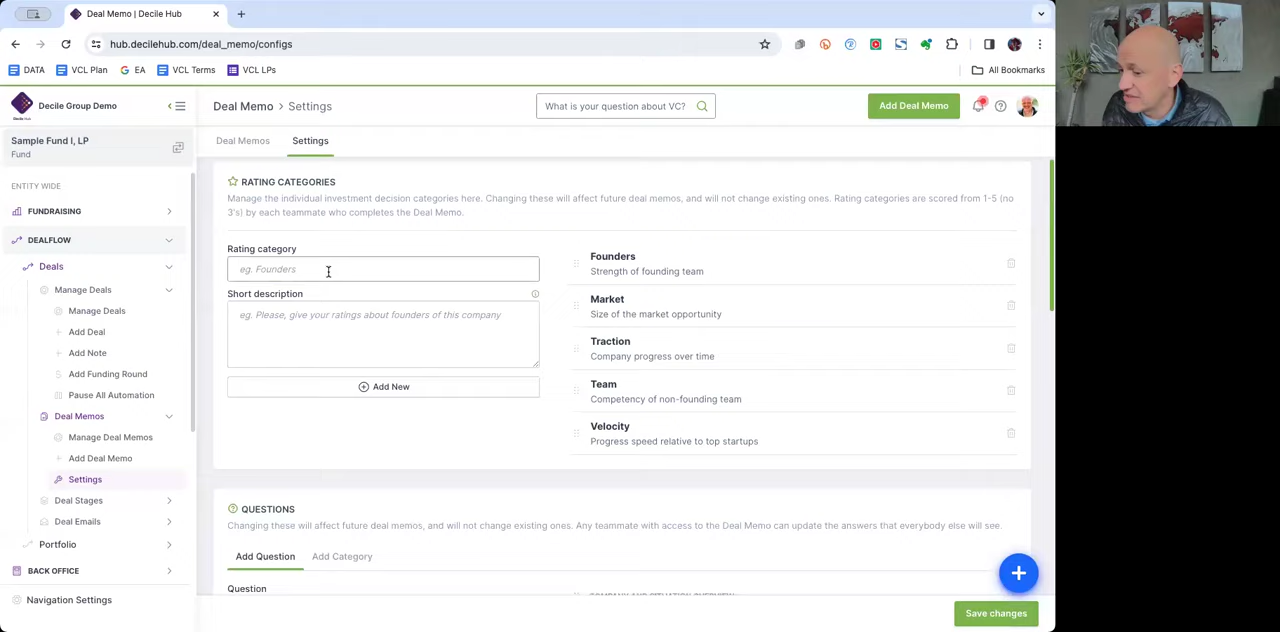 Deal Memo | Decile Hub
hub.decilehub.com/deal_memo/configs
DATA
VCL Plan
EA
VCL Terms
VCL LPs
All Bookmarks
Decile Group Demo
Deal Memo > Settings
What is your question about VC?
Add Deal Memo
Sample Fund I, LP
Fund
Deal Memos
Settings
ENTITY WIDE
FUNDRAISING
DEALFLOW
Deals
Manage Deals
Manage Deals
Add Deal
Add Note
Add Funding Round
Pause All Automation
Deal Memos
Manage Deal Memos
Add Deal Memo
Settings
Deal Stages
Deal Emails
Portfolio
BACK OFFICE
Navigation Settings
RATING CATEGORIES
Manage the individual investment decision categories here. Changing these will affect future deal memos, and will not change existing ones. Rating categories are scored from 1-5 (no
3's) by each teammate who completes the Deal Memo.
Rating category
eg. Founders
Short description
eg. Please, give your ratings about founders of this company
Add New
Founders
Strength of founding team
Market
Size of the market opportunity
Traction
Company progress over time
Team
Competency of non-founding team
Velocity
Progress speed relative to top startups
QUESTIONS
Changing these will affect future deal memos, and will not change existing ones. Any teammate with access to the Deal Memo can update the answers that everybody else will see.
Add Question
Add Category
Question
Save changes